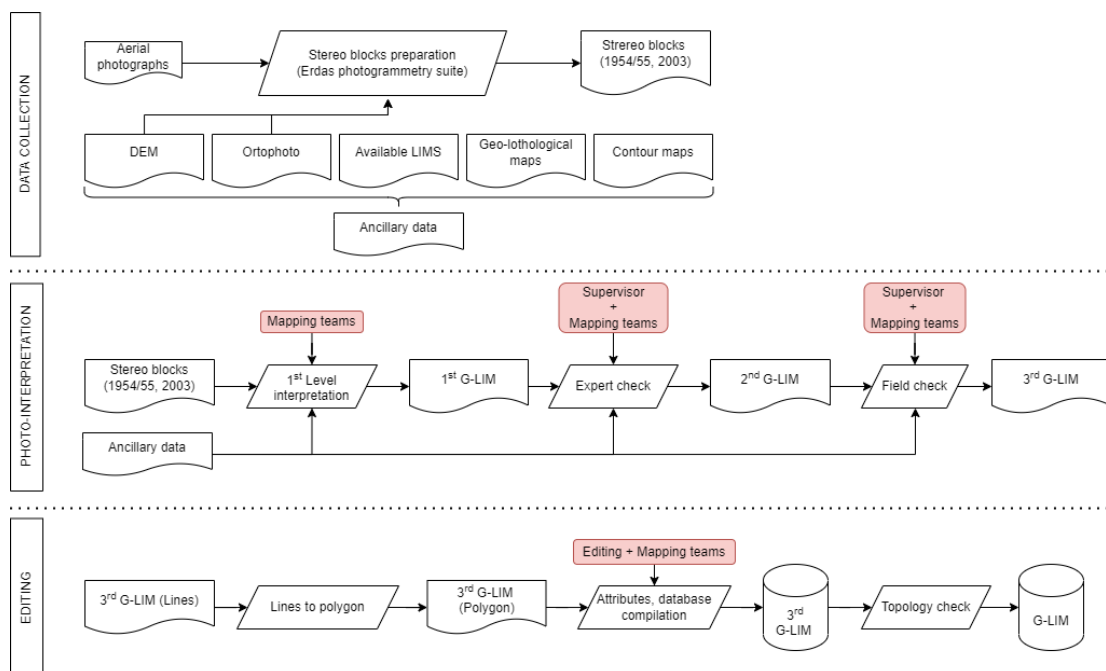 DATA COLLECTION
Aerial
photographs
Stereo blocks preparation
(Erdas photogrammetry suite)
Strereo blocks
(1954/55, 2003)
DEM
Ortophoto
Available LIMS
Geo-lothological
maps
Contour maps
Ancillary data
PHOTO-INTERPRETATION
Mapping teams
Supervisor
+
Mapping teams
Supervisor
+
Mapping teams
Stereo blocks
(1954/55, 2003)
1st Level
interpretation
1st G-LIM
Expert check
2nd G-LIM
Field check
3rd G-LIM
Ancillary data
EDITING
Editing + Mapping teams
3rd G-LIM (Lines)
Lines to polygon
3rd G-LIM
(Polygon)
Attributes, database
compilation
3rd
G-LIM
Topology check
G-LIM